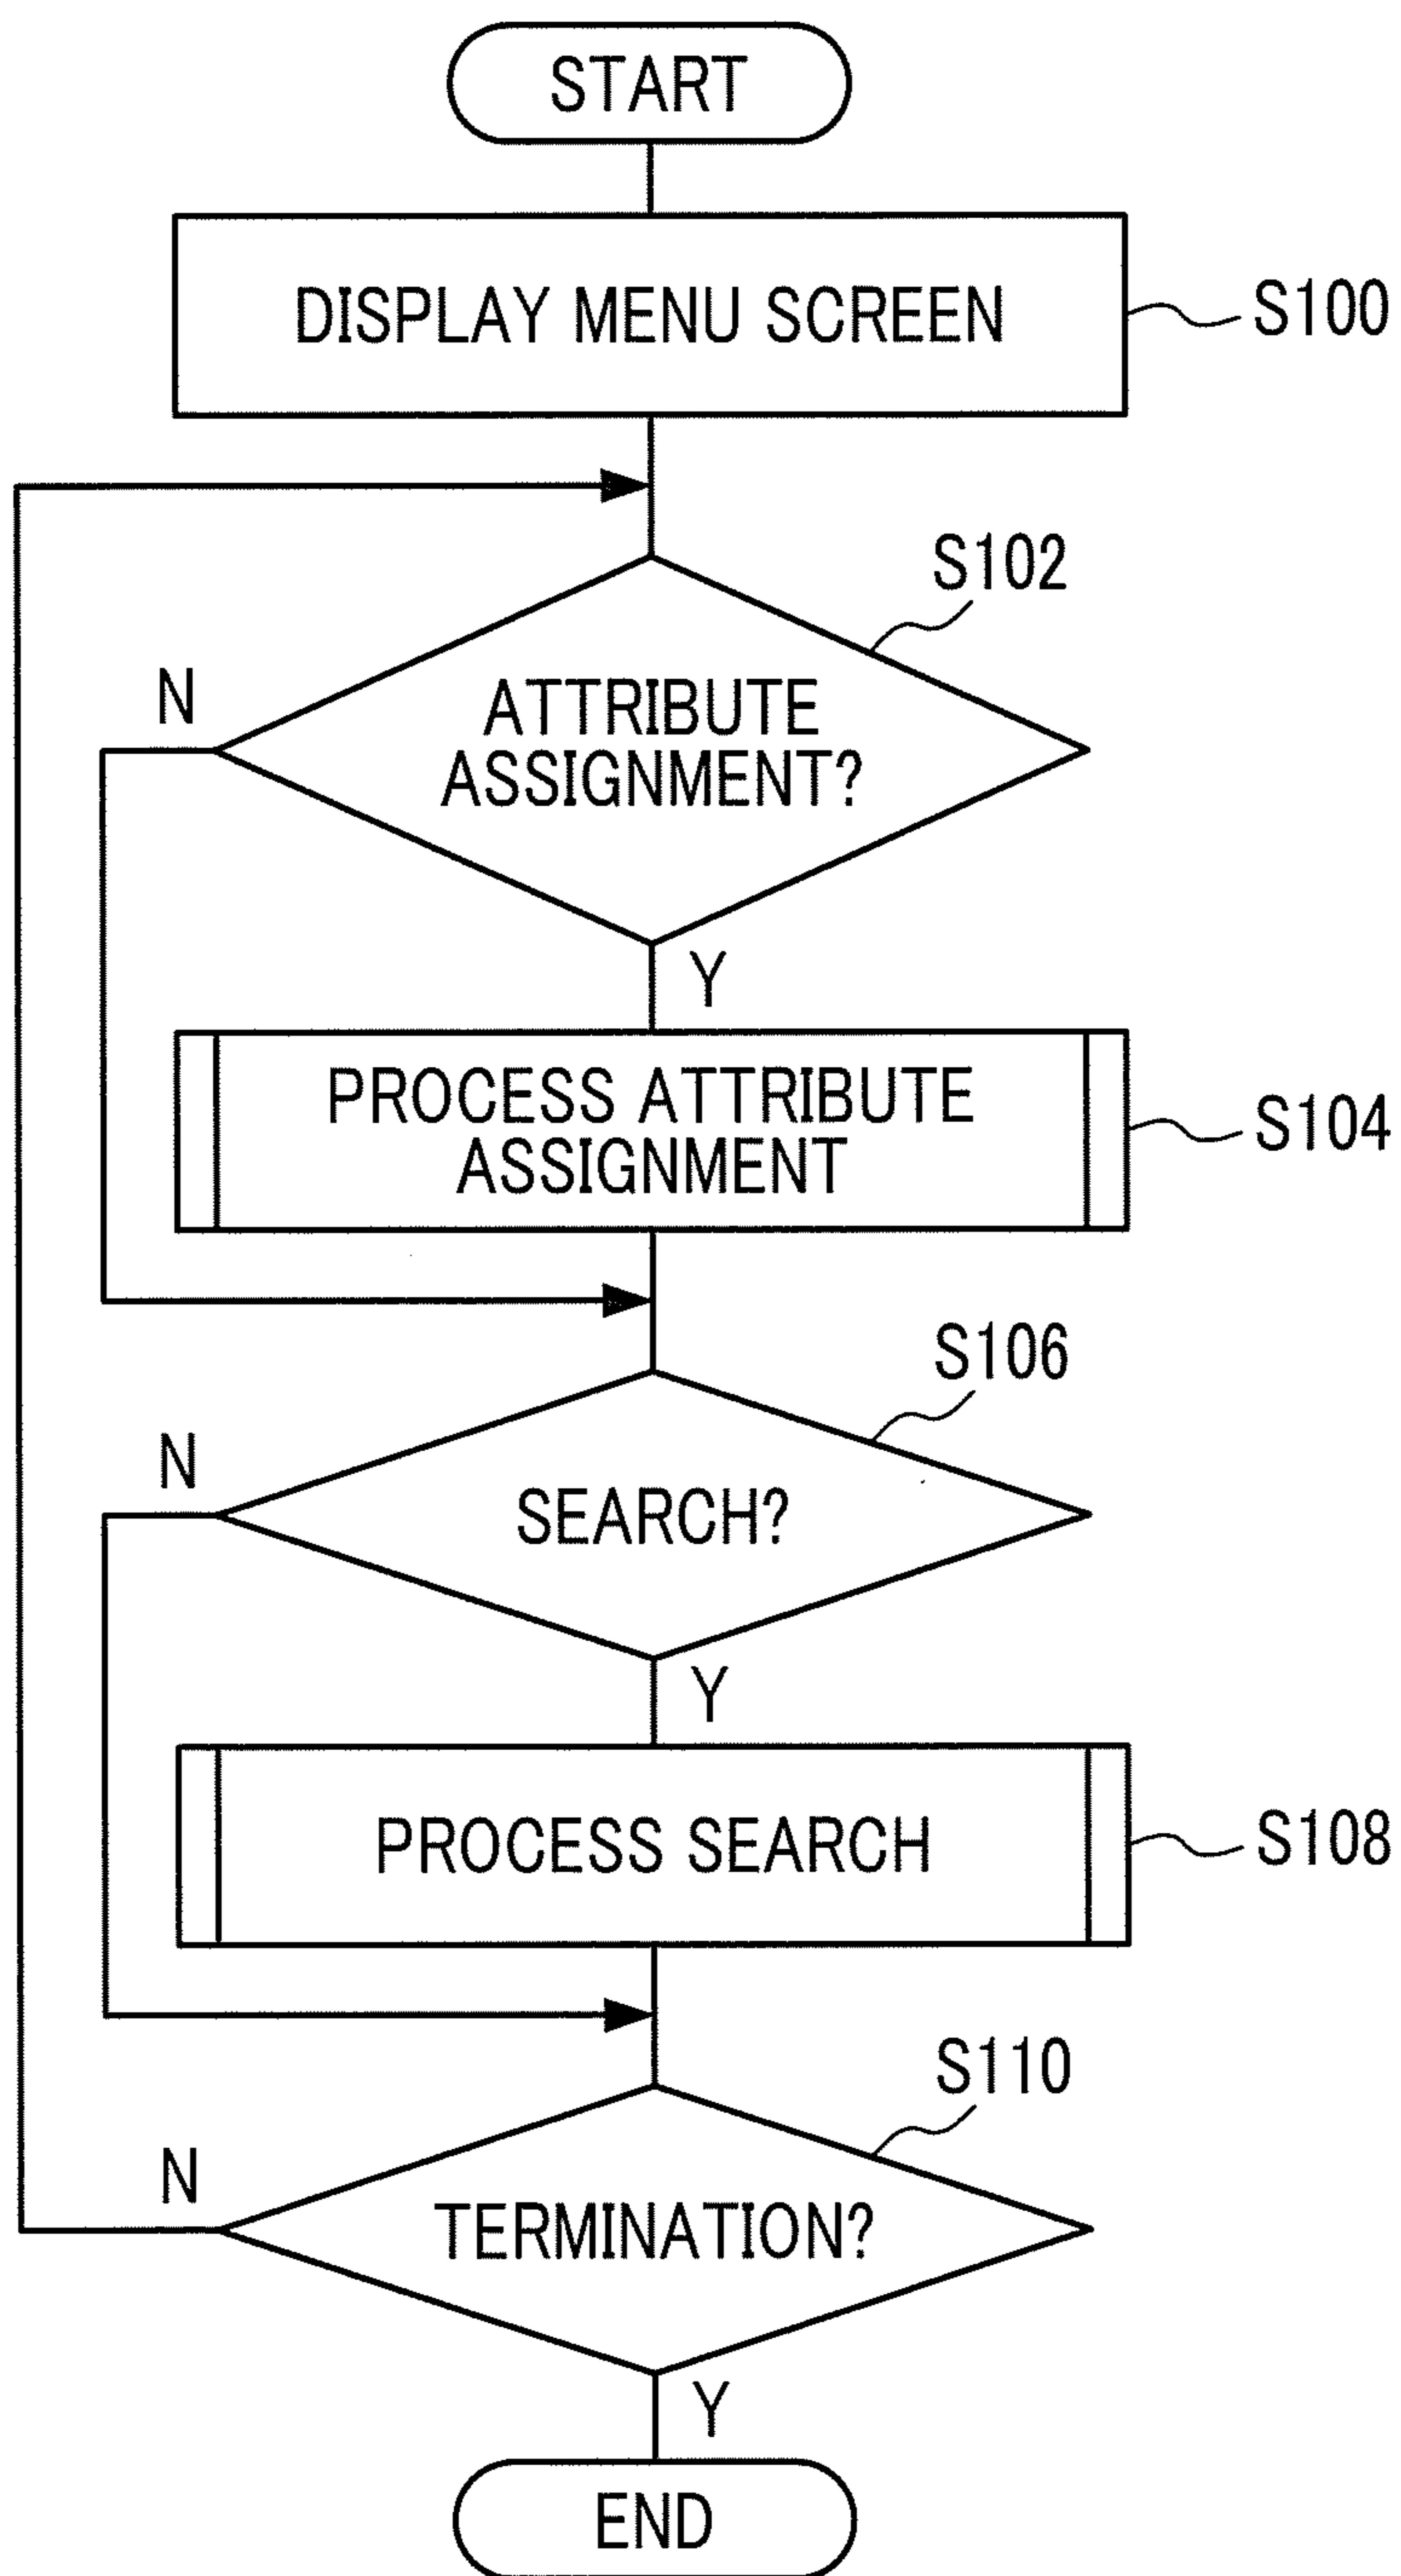 START
DISPLAY MENU SCREEN
S100
S102
N
ATTRIBUTE
ASSIGNMENT?
Y
PROCESS ATTRIBUTE
ASSIGNMENT
S104
S106
N
SEARCH?
Y
PROCESS SEARCH
S108
S110
N
TERMINATION?
Y
END